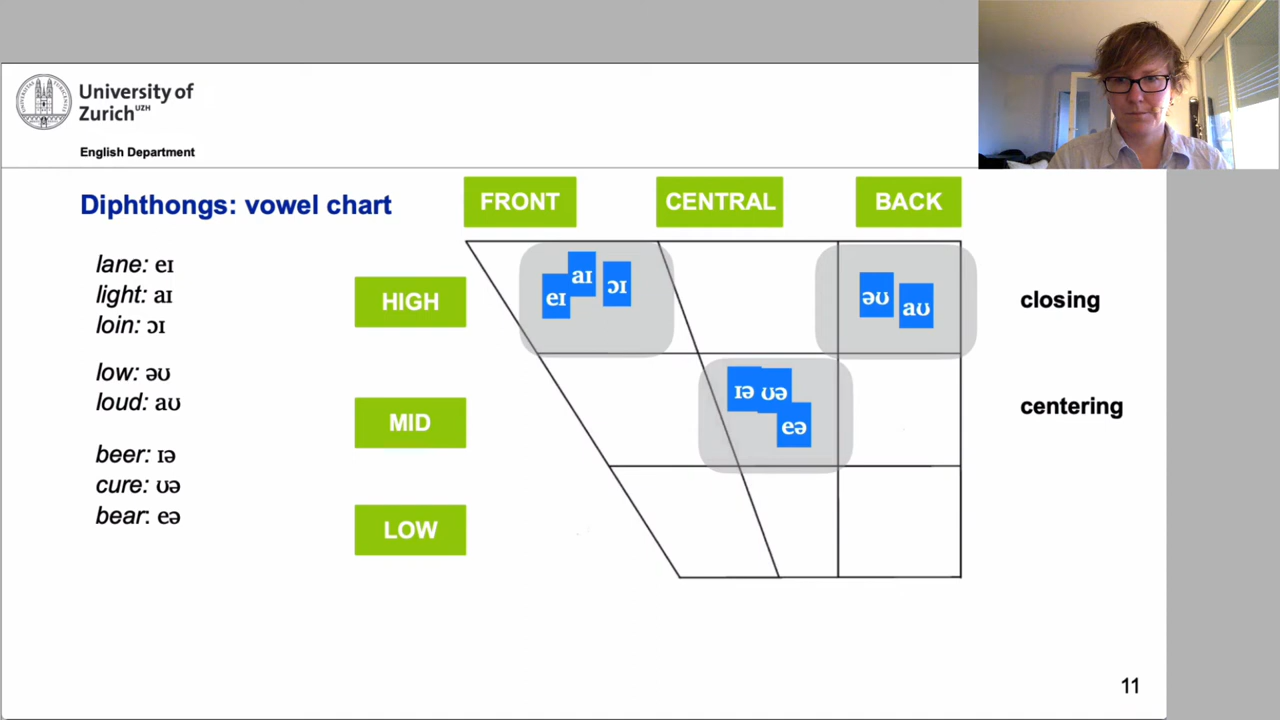 University of
Zurich UZH
English Department
Diphthongs: vowel chart
FRONT
CENTRAL
BACK
lane: eɪ
light: aɪ
loin: ɔɪ
low: əʊ
loud: aʊ
beer: ɪə
cure: ʊə
bear: eə
HIGH
MID
LOW
aɪ
eɪ
ɔɪ
əʊ
aʊ
closing
ɪə
ʊə
eə
centering
11